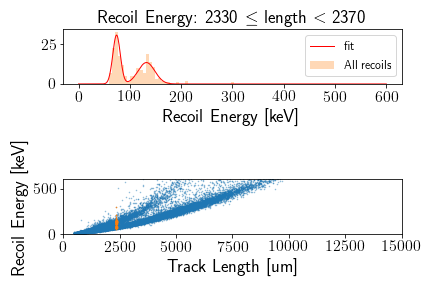 Recoil Energy: 2330 ≤ length < 2370
25
0
fit
All recoils
0 100 200 300 400 500 600
Recoil Energy [keV]
Recoil Energy [keV]
500
0
0 2500 5000 7500 10000 12500 15000
Track Length [um]